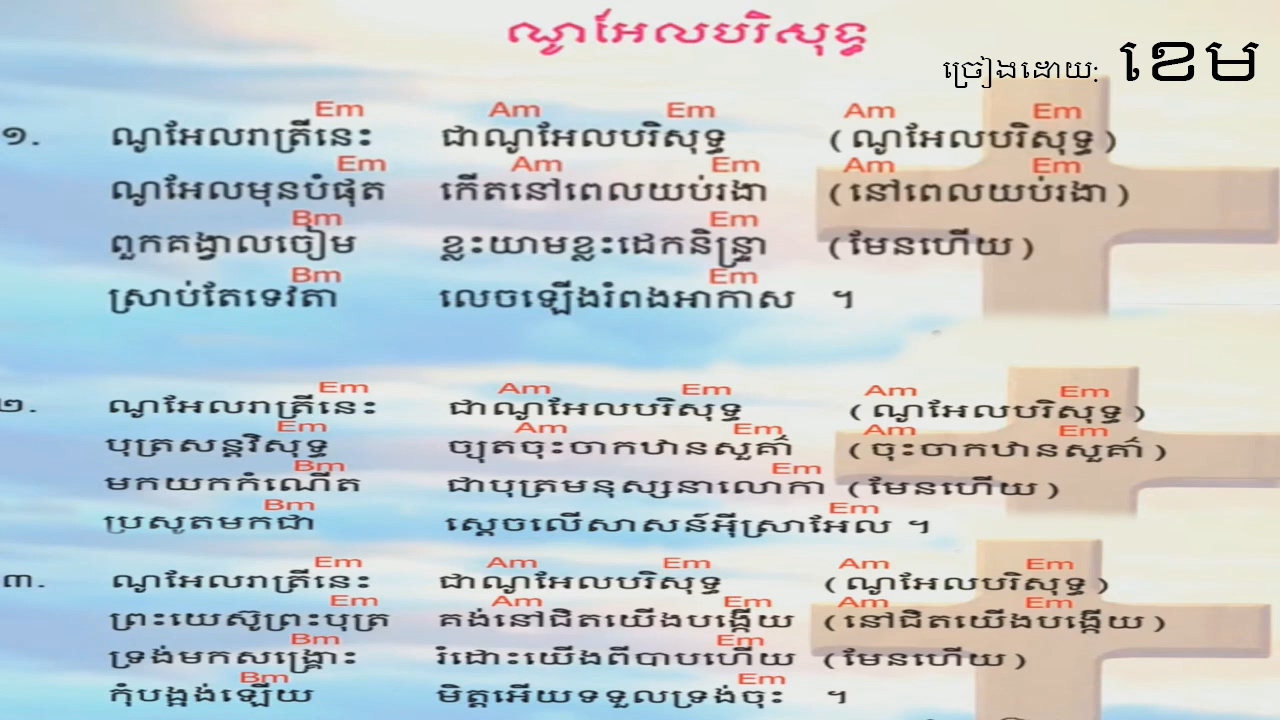 ណូអែលបរិសុទ្ធ
ច្រៀងដោយៈ ខេម
Em Am Em Am Em
១. ណូអែលរាត្រីនេះ ជាណូអែលបរិសុទ្ធ (ណូអែលបរិសុទ្ធ)
Em Am Em Am Em
ណូអែលមុនបំផុត កើតនៅពេលយប់រងា (នៅពេលយប់រងា)
Bm Em
ពួកគង្វាលចៀម ខ្លះយាមខ្លះដេកនិន្ទ្រា (មែនហើយ)
Bm Em
ស្រាប់តែទេវតា លេចឡើងរំពងអាកាស ។
Em Am Em Am Em
២. ណូអែលរាត្រីនេះ ជាណូអែលបរិសុទ្ធ (ណូអែលបរិសុទ្ធ)
Em Am Em Am Em
បុត្រសន្តវិសុទ្ធ ច្យុតចុះចាកឋានសួគ៌ា (ចុះចាកឋានសួគ៌ា)
Bm Em
មកយកកំណើត ជាបុត្រមនុស្សនាលោកា (មែនហើយ)
Bm Em
ប្រសូតមកជា ស្តេចលើសាសន៍អ៊ីស្រាអែល ។
Em Am Em Am Em
៣. ណូអែលរាត្រីនេះ ជាណូអែលបរិសុទ្ធ (ណូអែលបរិសុទ្ធ)
Em Am Em Am Em
ព្រះយេស៊ូព្រះបុត្រ គង់នៅជិតយើងបង្កើយ (នៅជិតយើងបង្កើយ)
Bm Em
ទ្រង់មកសង្គ្រោះ រំដោះយើងពីបាបហើយ (មែនហើយ)
Bm Em
កុំបង្អង់ឡើយ មិត្តអើយទទួលទ្រង់ចុះ ។